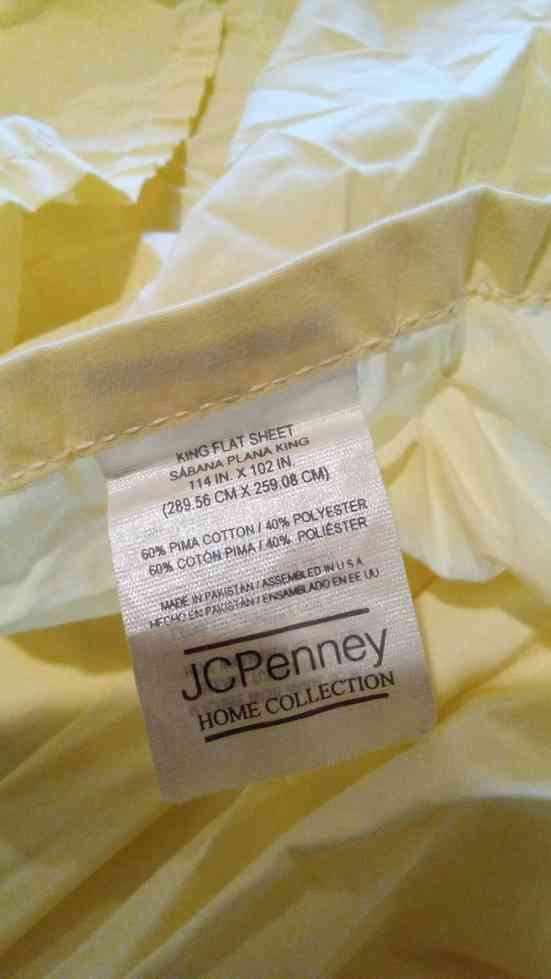 KING FLAT SHEET
SÁBANA PLANA KING
114 IN. X 102 IN.
(289.56 CM X 259.08 CM)
60% PIMA COTTON / 40% POLYESTER
60% COTÓN PIMA / 40% POLIÉSTER
MADE IN PAKISTAN / ASSEMBLED IN U S A
HECHO EN PAKISTAN / ENSAMBLADO EN EE UU
JCPenney
HOME COLLECTION